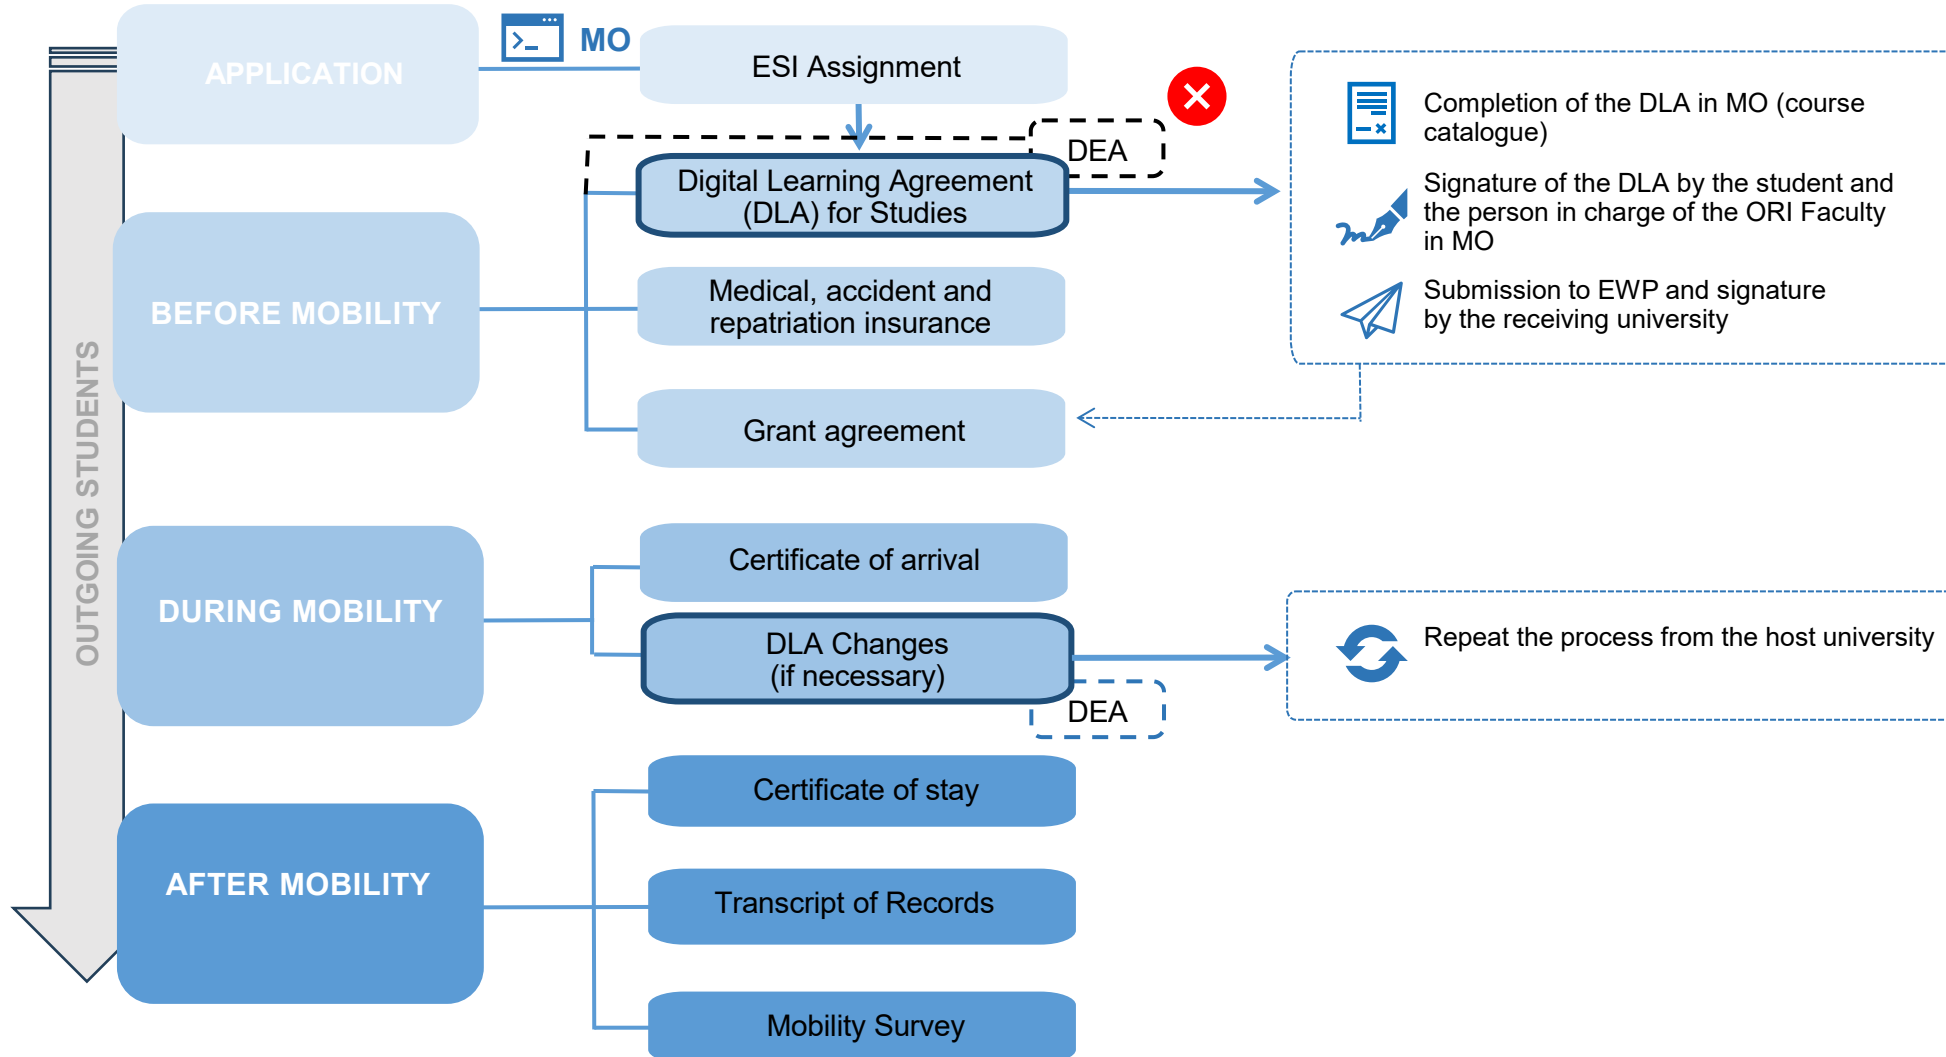 OUTGOING STUDENTS
APPLICATION
MO
ESI Assignment
DEA
Completion of the DLA in MO (course
catalogue)
Signature of the DLA by the student and
the person in charge of the ORI Faculty
in MO
Submission to EWP and signature
by the receiving university
BEFORE MOBILITY
Digital Learning Agreement
(DLA) for Studies
Medical, accident and
repatriation insurance
Grant agreement
DURING MOBILITY
Certificate of arrival
DLA Changes
(if necessary)
DEA
Repeat the process from the host university
AFTER MOBILITY
Certificate of stay
Transcript of Records
Mobility Survey